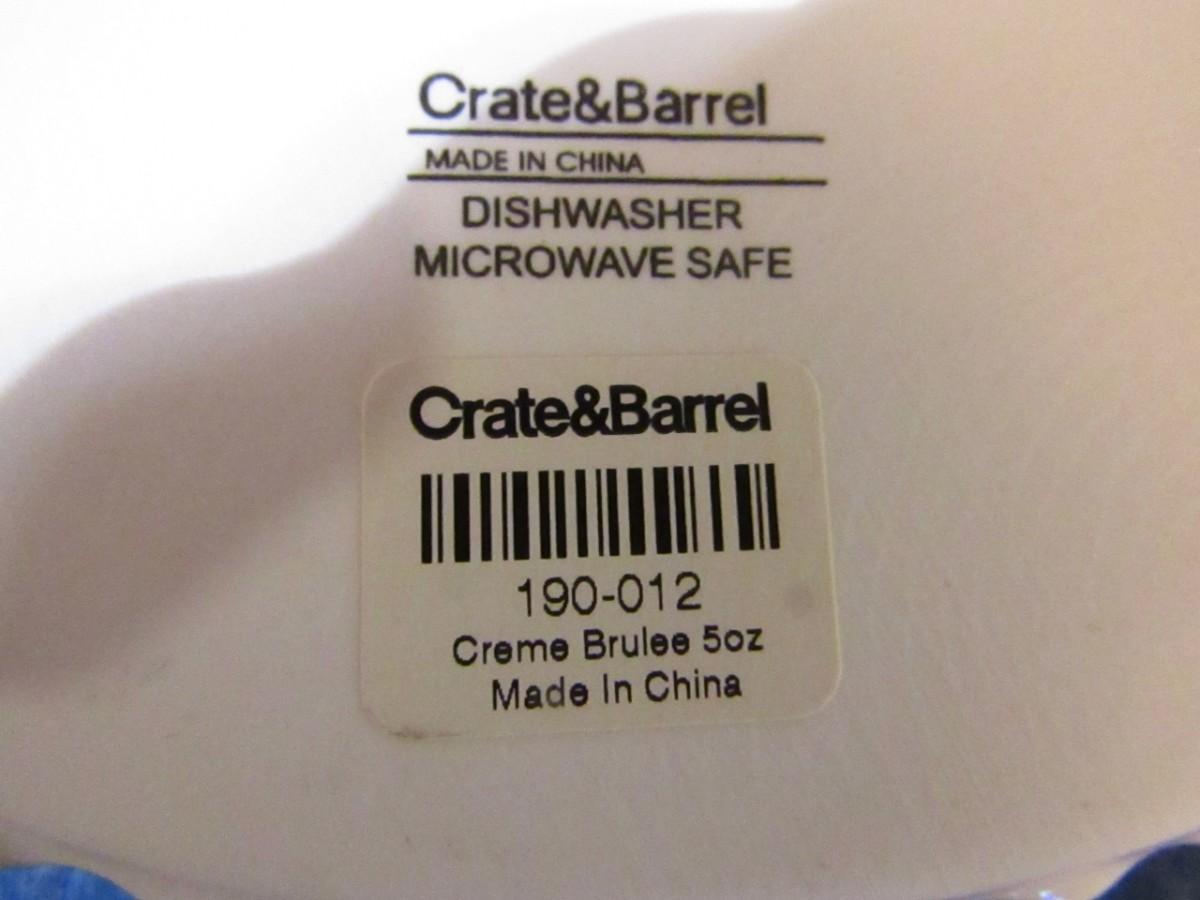 Crate&Barrel
MADE IN CHINA
DISHWASHER
MICROWAVE SAFE
Crate&Barrel
190-012
Creme Brulee 5oz
Made In China